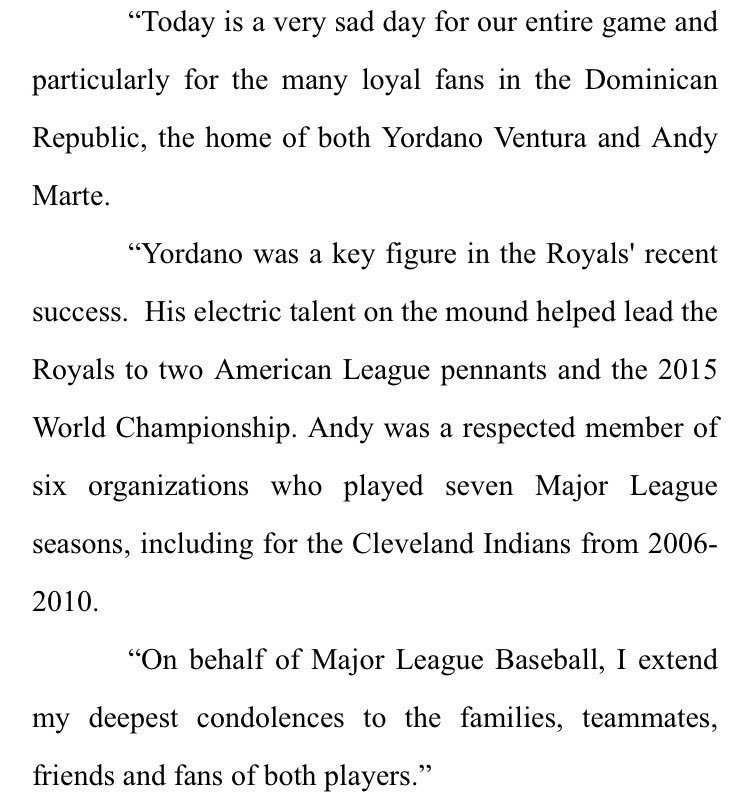 “Today is a very sad day for our entire game and
particularly for the many loyal fans in the Dominican
Republic, the home of both Yordano Ventura and Andy
Marte.
“Yordano was a key figure in the Royals' recent
success.  His electric talent on the mound helped lead the
Royals to two American League pennants and the 2015
World Championship. Andy was a respected member of
six organizations who played seven Major League
seasons, including for the Cleveland Indians from 2006-
2010.
“On behalf of Major League Baseball, I extend
my deepest condolences to the families, teammates,
friends and fans of both players.”